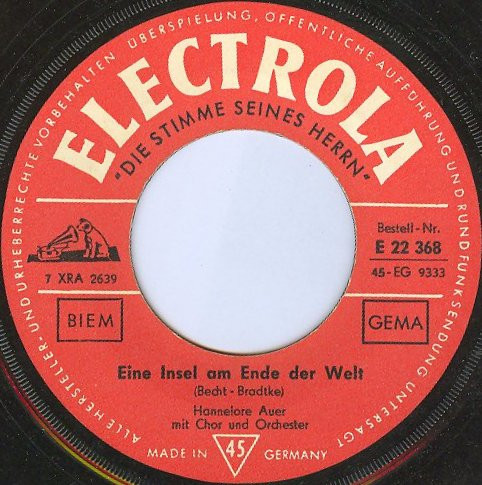 ALLE HERSTELLER- UND URHEBERRECHTE VORBEHALTEN ÜBERSPIELUNG, ÖFFENTLICHE AUFFÜHRUNG UND RUNDFUNKSENDUNG UNTERSAGT
ELECTROLA
"DIE STIMME SEINES HERRN"
Bestell-Nr.
E 22 368
7 XRA 2639
45-EG 9333
BIEM
GEMA
Eine Insel am Ende der Welt
(Becht - Bradtke)
Hannelore Auer
mit Chor und Orchester
MADE IN 45 GERMANY